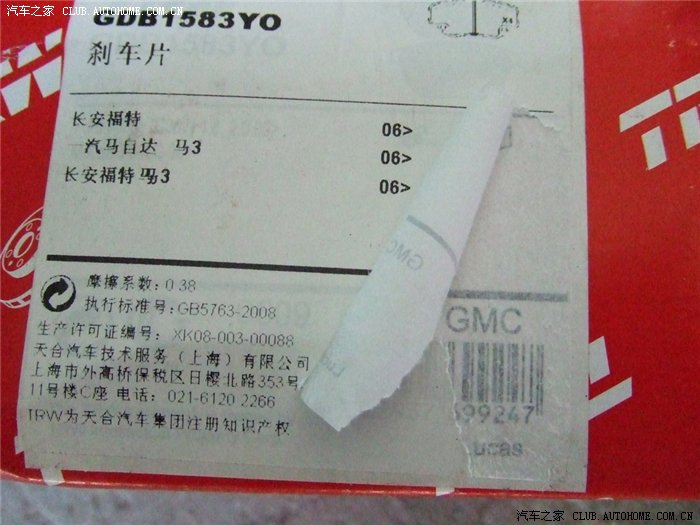 汽车之家 CLUB.AUTOHOME.COM.CN
GDB1583YO
刹车片
长安福特 06>
一汽马自达 马3 06>
长安福特 马3 06>
TRW
摩擦系数: 0.38
执行标准号: GB5763-2008
生产许可证编号: XK08-003-00088
天合汽车技术服务（上海）有限公司
上海市外高桥保税区日樱北路353号
11号楼C座 电话: 021-6120 2266
TRW为天合汽车集团注册知识产权
GMC
GMC
599247
Lucas
汽车之家 CLUB.AUTOHOME.COM.CN